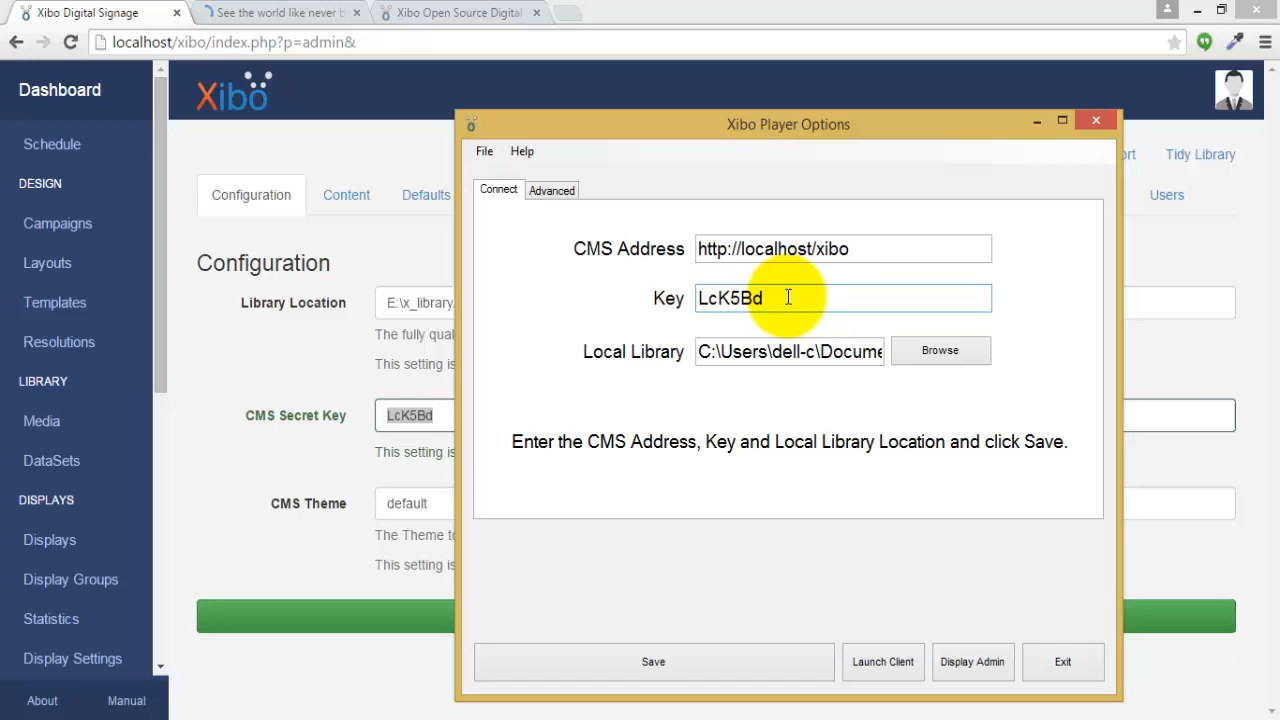 Xibo Digital Signage
See the world like never b
Xibo Open Source Digital
localhost/xibo/index.php?p=admin&
Dashboard
Schedule
DESIGN
Campaigns
Layouts
Templates
Resolutions
LIBRARY
Media
DataSets
DISPLAYS
Displays
Display Groups
Statistics
Display Settings
About
Manual
Xibo
ort
Tidy Library
Configuration
Content
Defaults
Users
Configuration
Library Location
E:\x_library.
The fully qual
This setting is
CMS Secret Key
LcK5Bd
This setting is
CMS Theme
default
The Theme to
This setting is
Xibo Player Options
File
Help
Connect
Advanced
CMS Address
http://localhost/xibo
Key
LcK5Bd
Local Library
C:\Users\dell-c\Docume
Browse
Enter the CMS Address, Key and Local Library Location and click Save.
Save
Launch Client
Display Admin
Exit